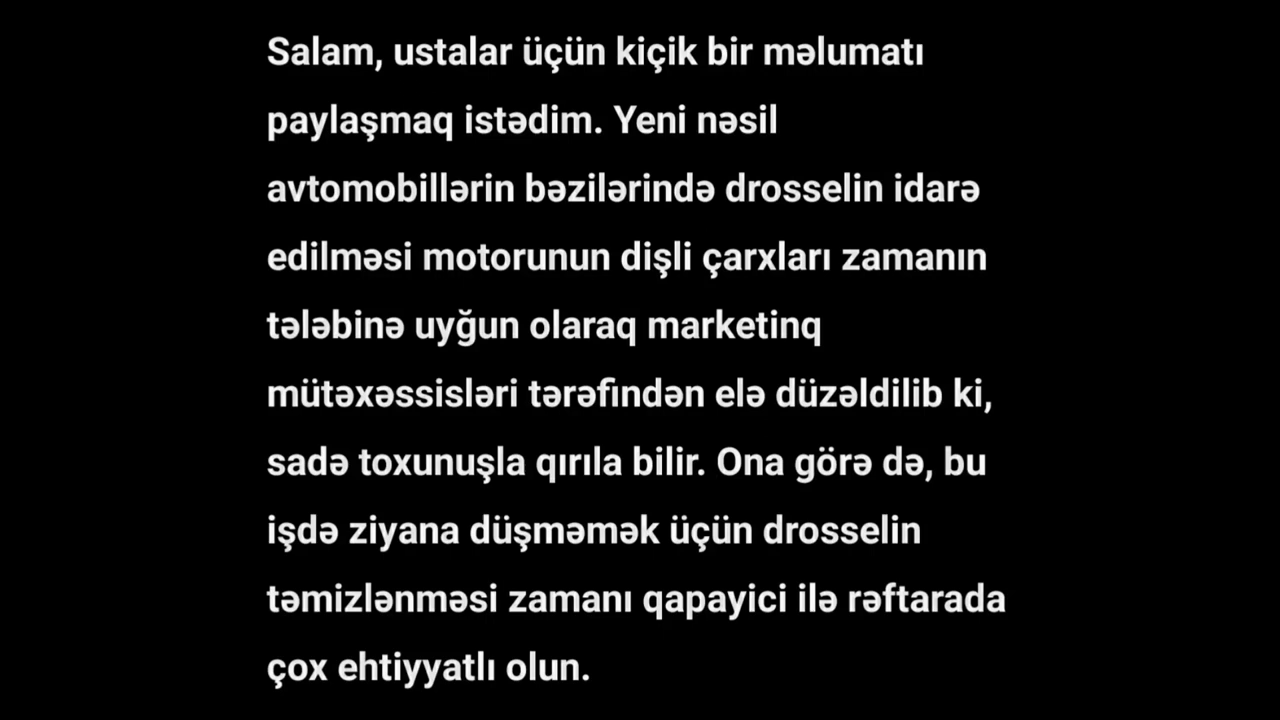 Salam, ustalar üçün kiçik bir məlumatı
paylaşmaq istədim. Yeni nəsil
avtomobillərin bəzilərində drosselin idarə
edilməsi motorunun dişli çarxları zamanın
tələbinə uyğun olaraq marketinq
mütəxəssisləri tərəfindən elə düzəldilib ki,
sadə toxunuşla qırıla bilir. Ona görə də, bu
işdə ziyana düşməmək üçün drosselin
təmizlənməsi zamanı qapayici ilə rəftarada
çox ehtiyyatlı olun.